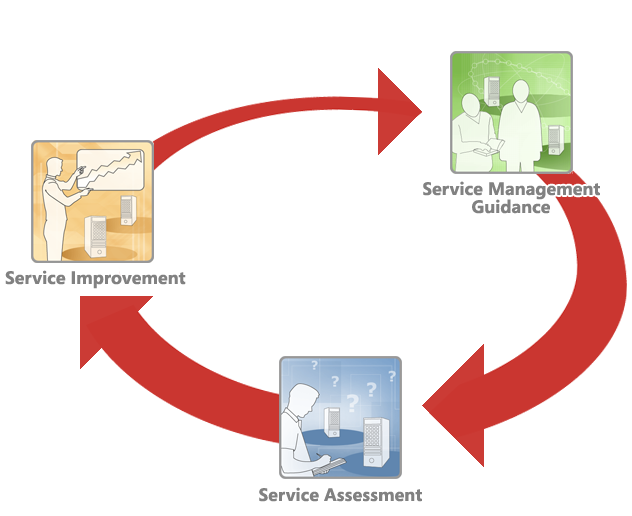 Service Management
Guidance
Service Improvement
? ? ? ?
Service Assessment